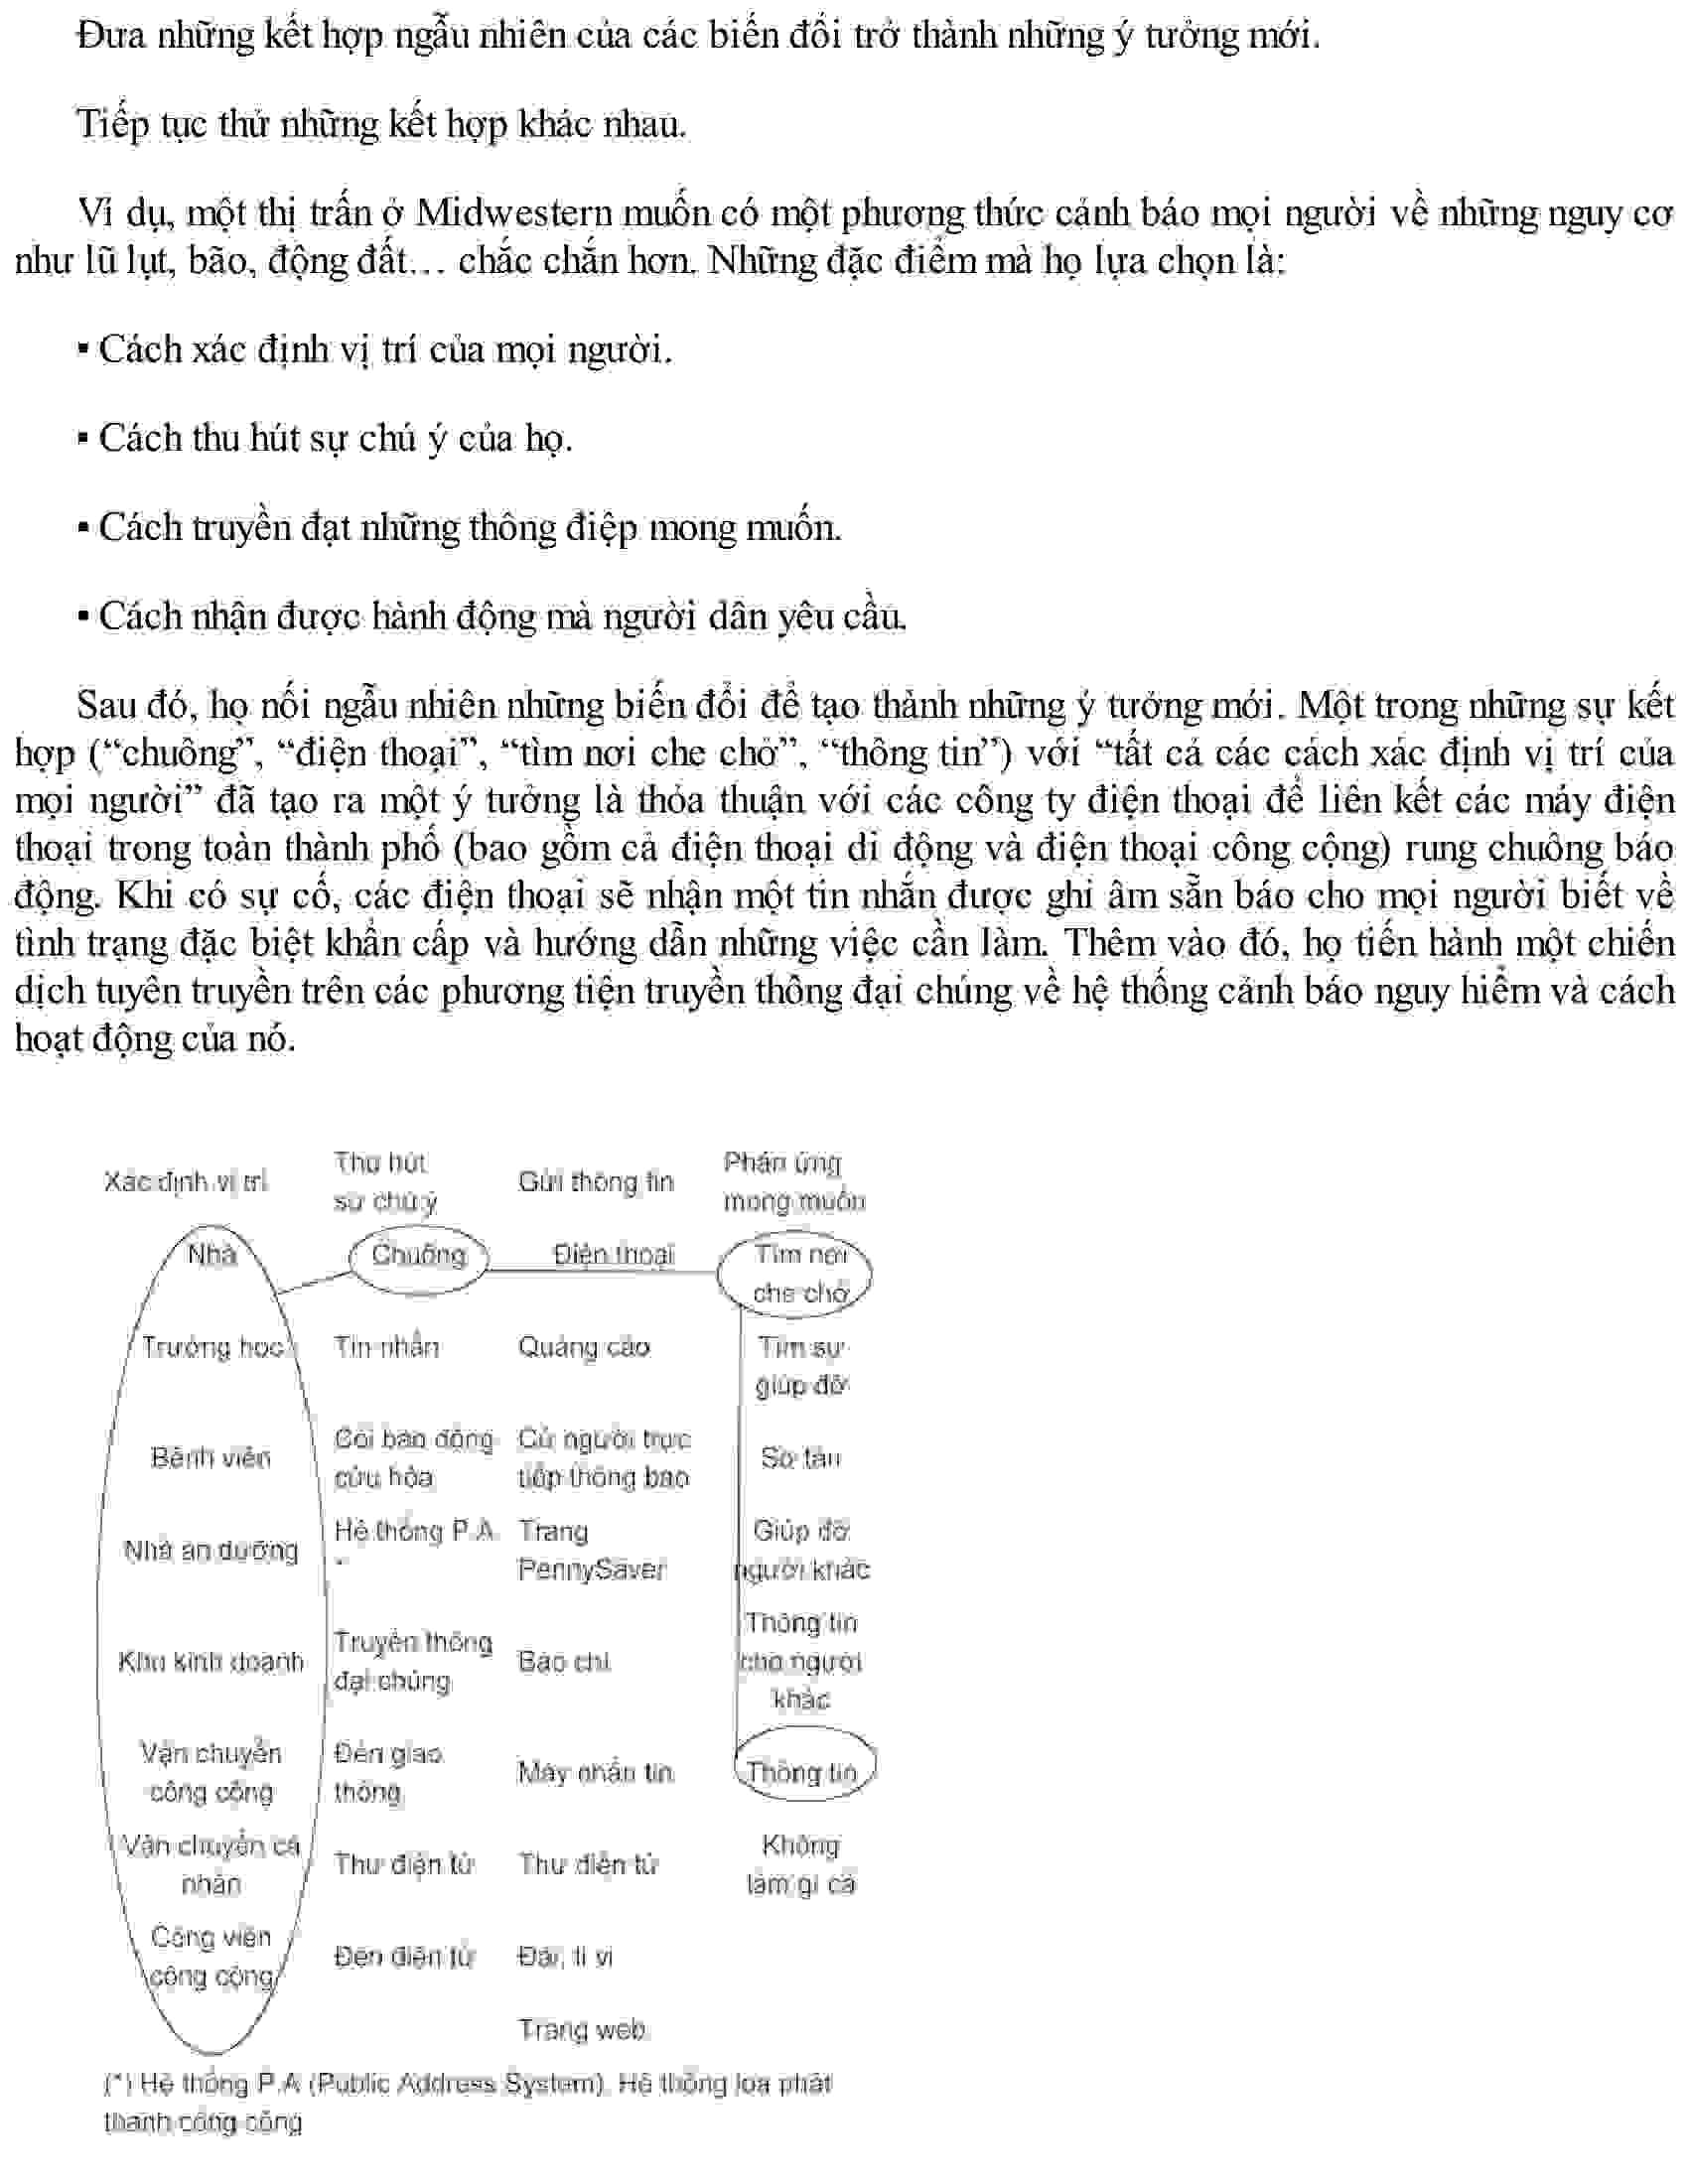 Đưa những kết hợp ngẫu nhiên của các biến đổi trở thành những ý tưởng mới.
Tiếp tục thử những kết hợp khác nhau.
Ví dụ, một thị trấn ở Midwestern muốn có một phương thức cảnh báo mọi người về những nguy cơ
như lũ lụt, bão, động đất… chắc chắn hơn. Những đặc điểm mà họ lựa chọn là:
▪ Cách xác định vị trí của mọi người.
▪ Cách thu hút sự chú ý của họ.
▪ Cách truyền đạt những thông điệp mong muốn.
▪ Cách nhận được hành động mà người dân yêu cầu.
Sau đó, họ nối ngẫu nhiên những biến đổi để tạo thành những ý tưởng mới. Một trong những sự kết
hợp (“chuông”, “điện thoại”, “tìm nơi che chở”, “thông tin”) với “tất cả các cách xác định vị trí của
mọi người” đã tạo ra một ý tưởng là thỏa thuận với các công ty điện thoại để liên kết các máy điện
thoại trong toàn thành phố (bao gồm cả điện thoại di động và điện thoại công cộng) rung chuông báo
động. Khi có sự cố, các điện thoại sẽ nhận một tin nhắn được ghi âm sẵn báo cho mọi người biết về
tình trạng đặc biệt khẩn cấp và hướng dẫn những việc cần làm. Thêm vào đó, họ tiến hành một chiến
dịch tuyên truyền trên các phương tiện truyền thông đại chúng về hệ thống cảnh báo nguy hiểm và cách
hoạt động của nó.
Xác định vị trí
Thu hút
sự chú ý
Gửi thông tin
Phản ứng
mong muốn
Nhà
Chuông
Điện thoại
Tìm nơi
che chở
Trường học
Tin nhắn
Quảng cáo
Tìm sự
giúp đỡ
Bệnh viện
Còi báo động
cứu hỏa
Cử người trực
tiếp thông báo
Sơ tán
Nhà an dưỡng
Hệ thống P.A
*
Trang
PennySaver
Giúp đỡ
người khác
Khu kinh doanh
Truyền thông
đại chúng
Báo chí
Thông tin
cho người
khác
Vận chuyển
công cộng
Đèn giao
thông
Máy nhắn tin
Thông tin
Vận chuyển cá
nhân
Thư điện tử
Thư điện tử
Không
làm gì cả
Công viên
công cộng
Đèn điện tử
Đài, ti vi
Trang web
(*) Hệ thống P.A (Public Address System): Hệ thống loa phát
thanh công cộng